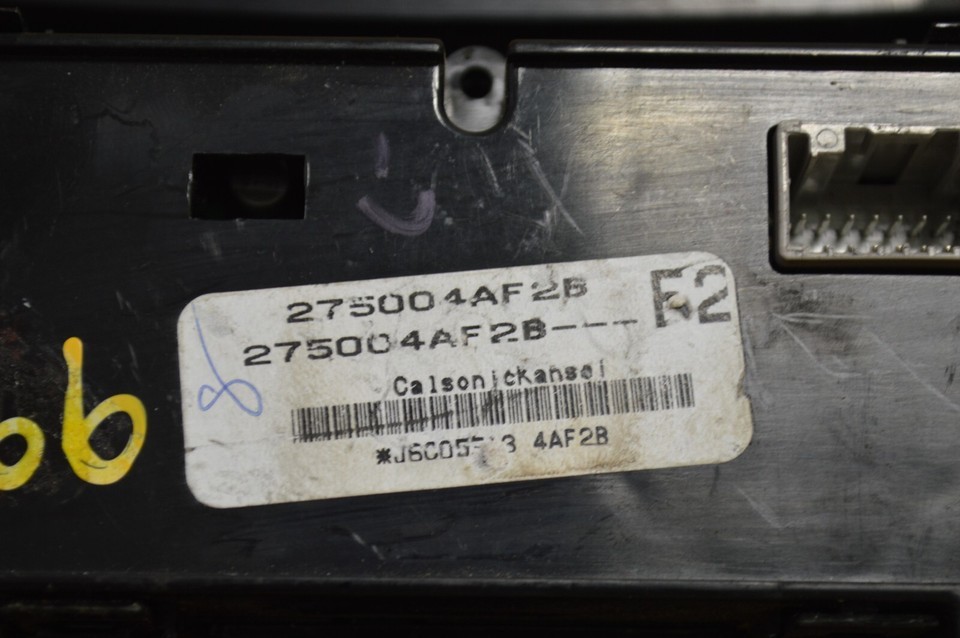 275004AF2B F2
275004AF2B---
CalsonicKansei
4AF2B